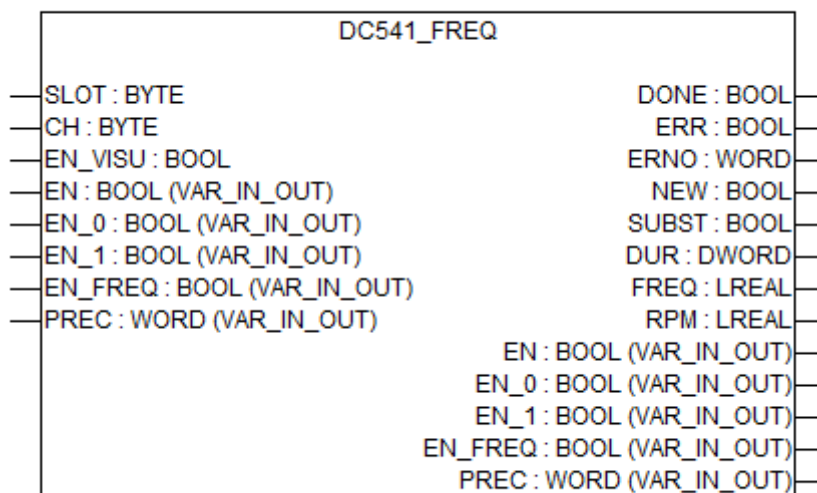 DC541_FREQ
SLOT : BYTE DONE : BOOL
CH : BYTE ERR : BOOL
EN_VISU : BOOL ERNO : WORD
EN : BOOL (VAR_IN_OUT) NEW : BOOL
EN_0 : BOOL (VAR_IN_OUT) SUBST : BOOL
EN_1 : BOOL (VAR_IN_OUT) DUR : DWORD
EN_FREQ : BOOL (VAR_IN_OUT) FREQ : LREAL
PREC : WORD (VAR_IN_OUT) RPM : LREAL
EN : BOOL (VAR_IN_OUT)
EN_0 : BOOL (VAR_IN_OUT)
EN_1 : BOOL (VAR_IN_OUT)
EN_FREQ : BOOL (VAR_IN_OUT)
PREC : WORD (VAR_IN_OUT)